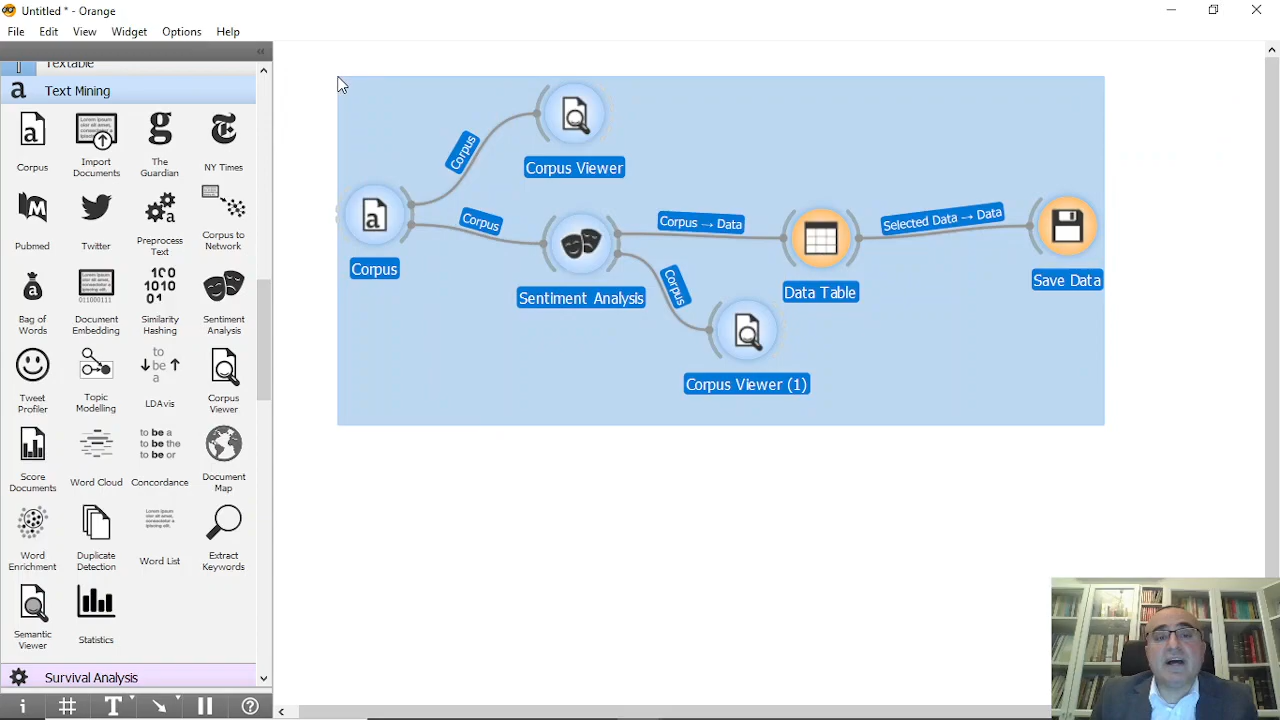 Untitled * - Orange
File Edit View Widget Options Help
Textable
Text Mining
Corpus
Import Documents
The Guardian
NY Times
Pubmed
Twitter
Preprocess Text
Corpus to Network
Bag of Words
Document Embedding
Similarity Hashing
Sentiment Analysis
Tweet Profiler
Topic Modelling
LDAvis
Corpus Viewer
Score Documents
Word Cloud
Concordance
Document Map
Word Enrichment
Duplicate Detection
Word List
Extract Keywords
Semantic Viewer
Statistics
Survival Analysis
Corpus
Corpus Viewer
Corpus
Corpus
Sentiment Analysis
Corpus → Data
Corpus
Data Table
Selected Data → Data
Save Data
Corpus Viewer (1)